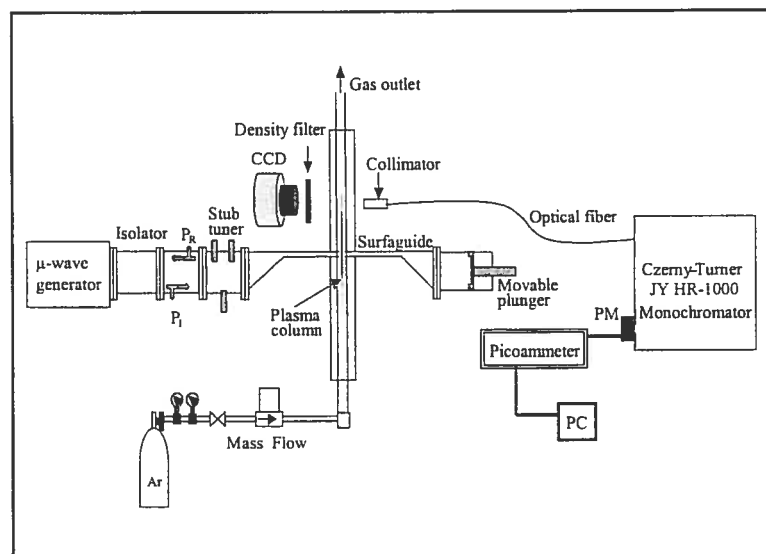 Gas outlet
Density filter
CCD
Collimator
Isolator
P_R
Stub
tuner
Optical fiber
Surfaguide
μ-wave
generator
Czerny-Turner
JY HR-1000
Monochromator
P_I
Plasma
column
Movable
plunger
PM
Picoammeter
PC
Mass Flow
Ar